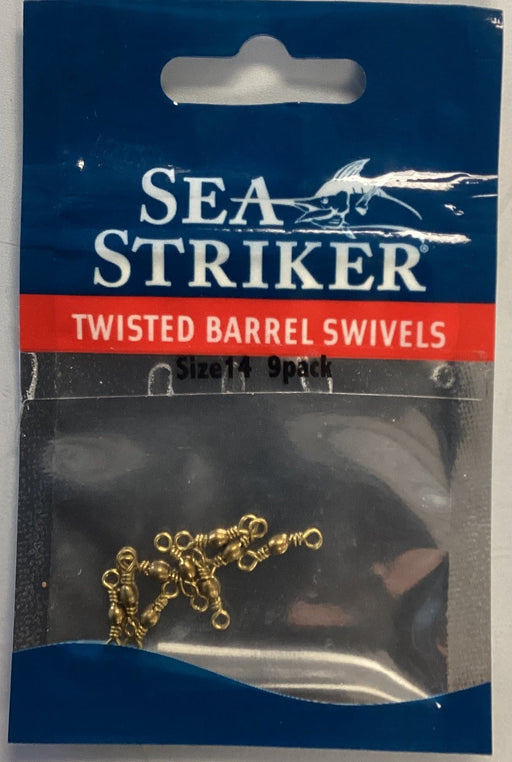 SEA
STRIKER®
TWISTED BARREL SWIVELS
Size14 9pack